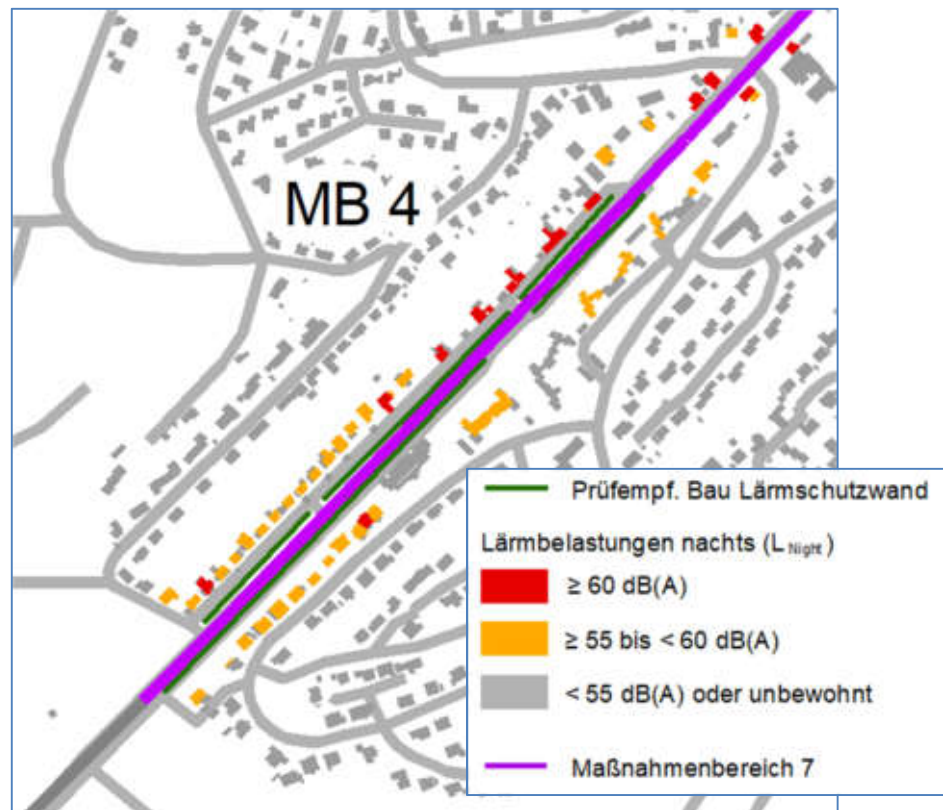 MB 4
Prüfempf. Bau Lärmschutzwand
Lärmbelastungen nachts (L Night )
≥ 60 dB(A)
≥ 55 bis < 60 dB(A)
< 55 dB(A) oder unbewohnt
Maßnahmenbereich 7